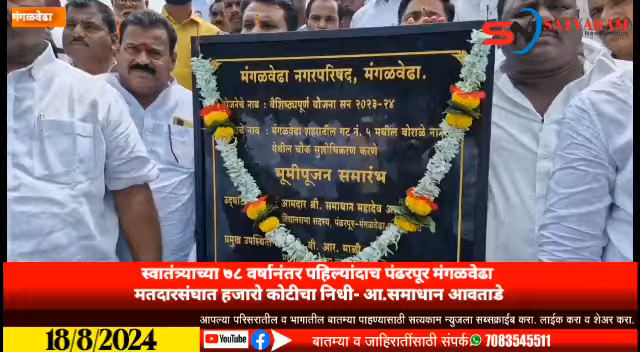 मंगळवेढा
SATYAKAM
मंगळवेढा नगरपरिषद, मंगळवेढा.
योजनेचे नाव : वैशिष्ट्यपूर्ण योजना सन २०२३-२४
नाव : मंगळवेढा शहरातील गट नं. ५ मधील बोराळे नाका
येथील चोक सुशोभिकरण करणे
भूमीपूजन समारंभ
आमदार श्री. समाधान महादेव
विधानसभा सदस्य, पंढरपूर-मंगळवेढा
प्रमुख उपस्थिती : वी. आर. माळी
स्वातंत्र्याच्या ७८ वर्षानंतर पहिल्यांदाच पंढरपूर मंगळवेढा
मतदारसंघात हजारो कोटीचा निधी- आ.समाधान आवताडे
आपल्या परिसरातील व भागातील बातम्या पाहण्यासाठी सत्यकाम न्युजला सबस्क्राईब करा. लाईक करा व शेअर करा.
18/8/2024 YouTube बातम्या व जाहिरातींसाठी संपर्क 7083545511